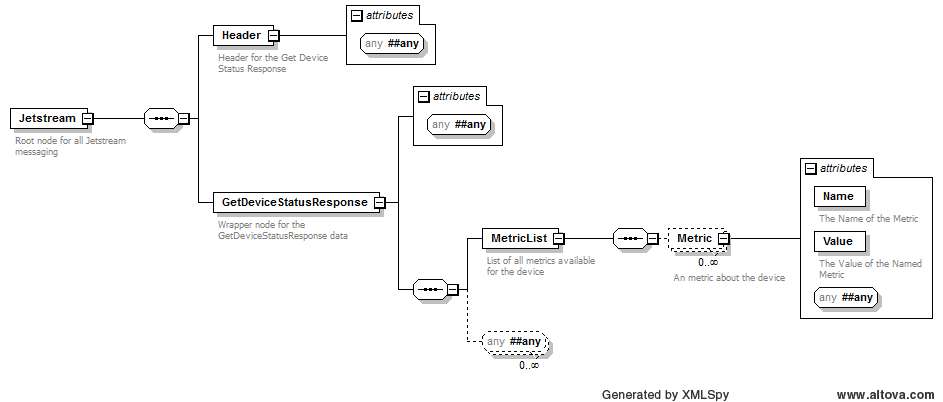 attributes
Header
any ##any
Header for the Get Device
Status Response
attributes
Jetstream
any ##any
Root node for all Jetstream
messaging
attributes
GetDeviceStatusResponse
Name
Wrapper node for the
GetDeviceStatusResponse data
The Name of the Metric
MetricList
Metric
Value
List of all metrics available
for the device
0..∞
An metric about the device
The Value of the Named
Metric
any ##any
any ##any
0..∞
Generated by XMLSpy
www.altova.com